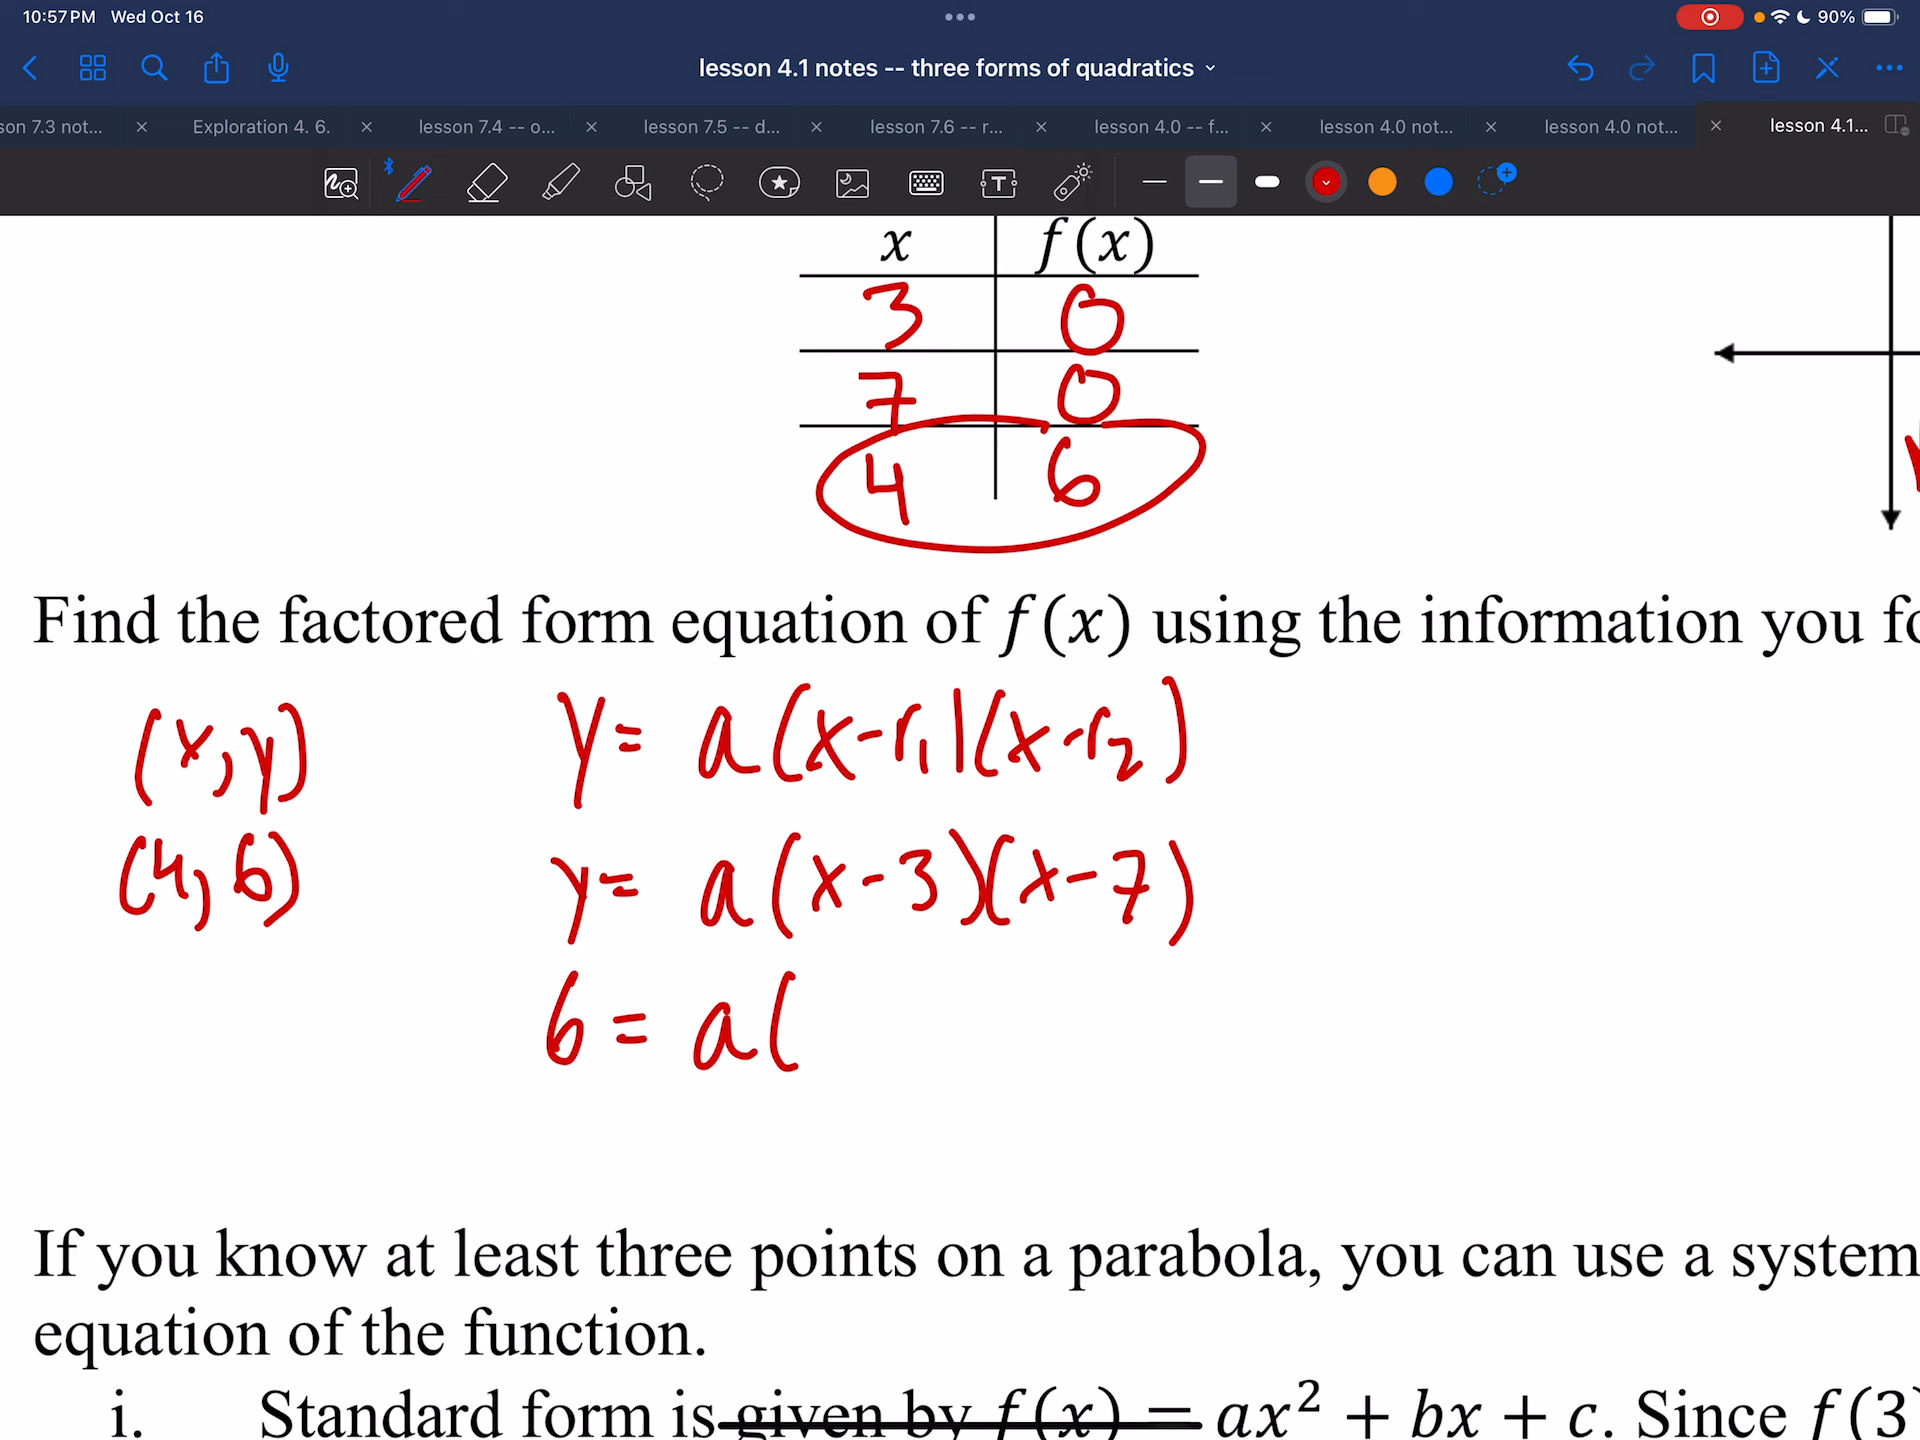 10:57 PM Wed Oct 16 90%
lesson 4.1 notes -- three forms of quadratics
son 7.3 not... Exploration 4. 6. lesson 7.4 -- o... lesson 7.5 -- d... lesson 7.6 -- r... lesson 4.0 -- f... lesson 4.0 not... lesson 4.0 not... lesson 4.1...
x f(x)
3 0
7 0
4 6
Find the factored form equation of f(x) using the information you fo
(x,y) y= a(x-r₁)(x-r₂)
(4,6) y= a(x-3)(x-7)
6 = a(
If you know at least three points on a parabola, you can use a system
equation of the function.
i. Standard form is given by f(x) = ax² + bx + c. Since f(3